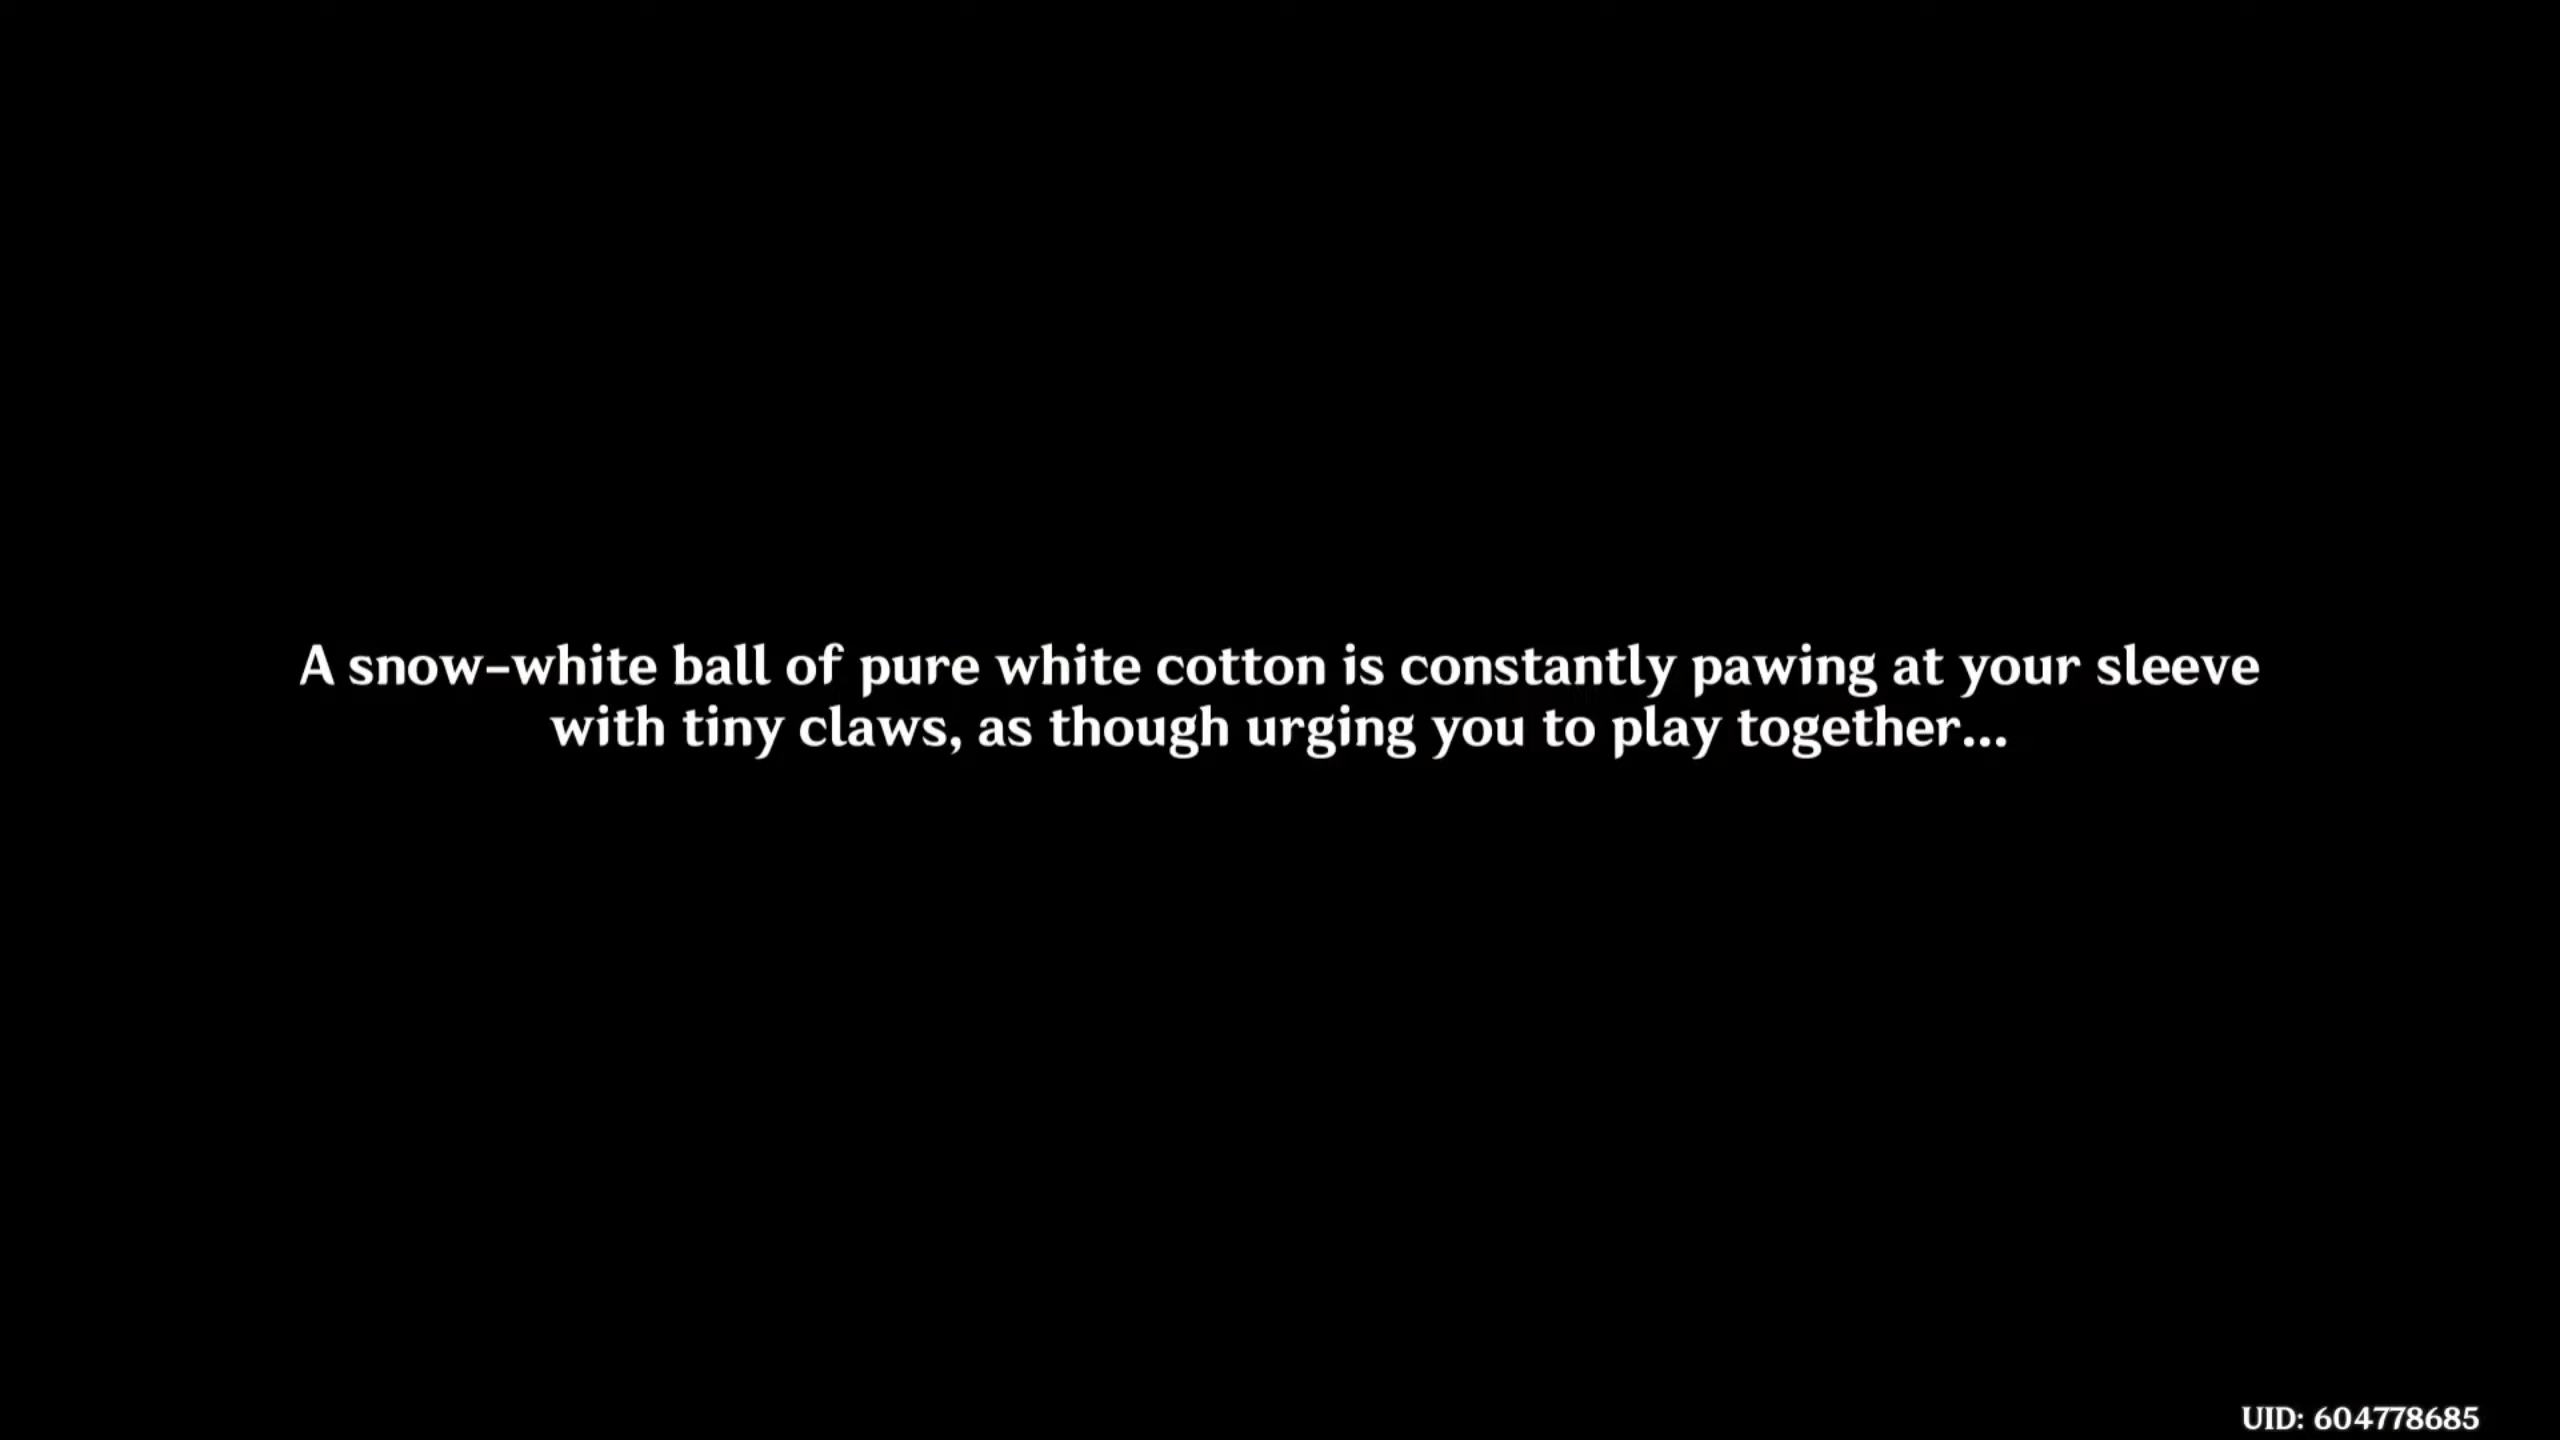 A snow-white ball of pure white cotton is constantly pawing at your sleeve
with tiny claws, as though urging you to play together...
UID: 604778685